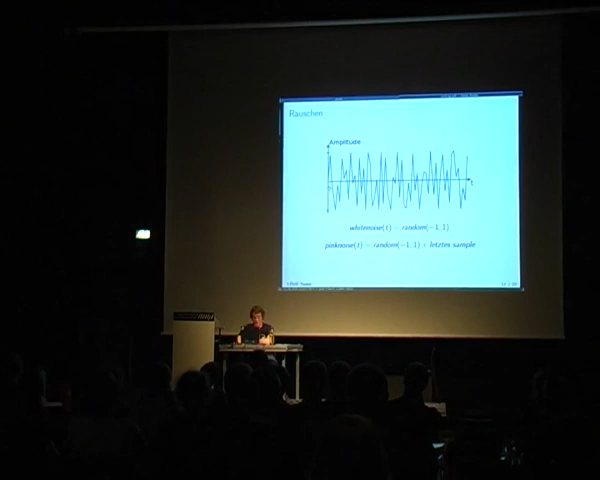 Rauschen
Amplitude
t
whitenoise(t) = random(−1, 1)
pinknoise(t) = random(−1, 1) + letztes sample